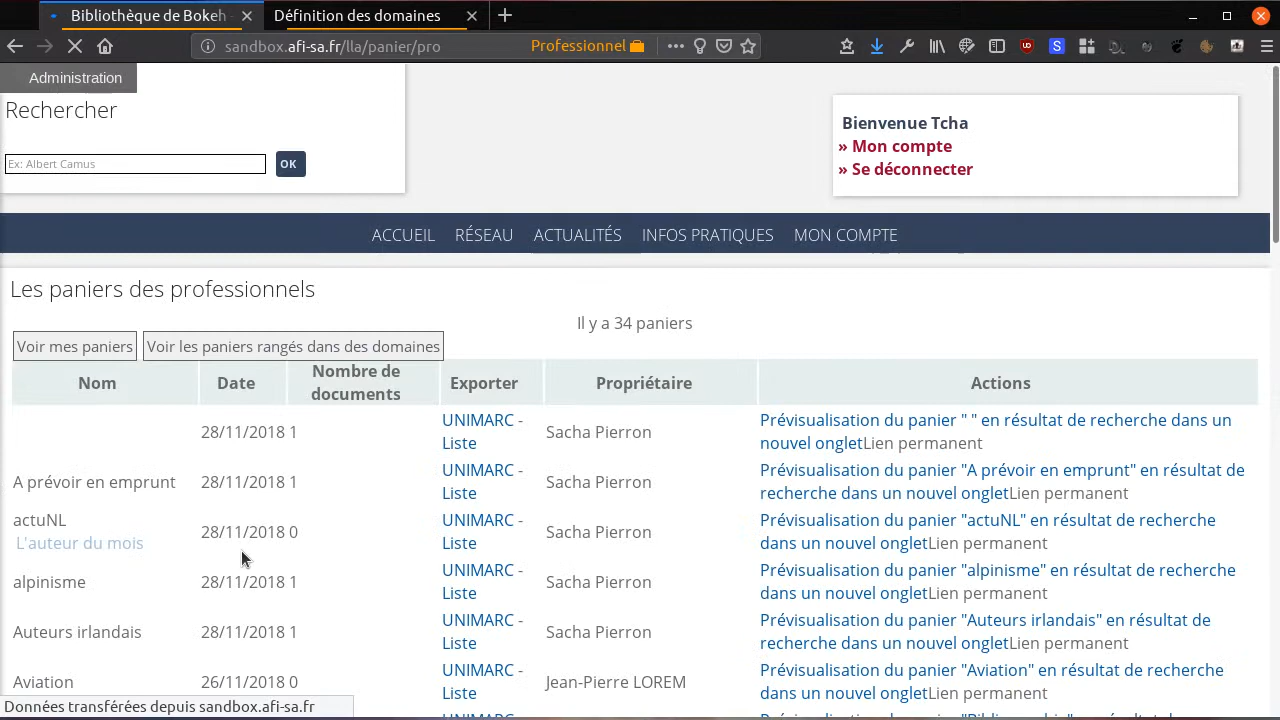 Bibliothèque de Bokeh
Définition des domaines
sandbox.afi-sa.fr/lla/panier/pro
Professionnel
Administration
Rechercher
Ex: Albert Camus
OK
Bienvenue Tcha
» Mon compte
» Se déconnecter
ACCUEIL RÉSEAU ACTUALITÉS INFOS PRATIQUES MON COMPTE
Les paniers des professionnels
Il y a 34 paniers
Voir mes paniers Voir les paniers rangés dans des domaines
Nom Date Nombre de documents Exporter Propriétaire Actions
28/11/2018 1 UNIMARC - Liste Sacha Pierron Prévisualisation du panier " " en résultat de recherche dans un
nouvel ongletLien permanent
A prévoir en emprunt 28/11/2018 1 UNIMARC - Liste Sacha Pierron Prévisualisation du panier "A prévoir en emprunt" en résultat de
recherche dans un nouvel ongletLien permanent
actuNL
L'auteur du mois
28/11/2018 0 UNIMARC - Liste Sacha Pierron Prévisualisation du panier "actuNL" en résultat de recherche
dans un nouvel ongletLien permanent
alpinisme 28/11/2018 1 UNIMARC - Liste Sacha Pierron Prévisualisation du panier "alpinisme" en résultat de recherche
dans un nouvel ongletLien permanent
Auteurs irlandais 28/11/2018 1 UNIMARC - Liste Sacha Pierron Prévisualisation du panier "Auteurs irlandais" en résultat de
recherche dans un nouvel ongletLien permanent
Aviation 26/11/2018 0 UNIMARC - Liste Jean-Pierre LOREM Prévisualisation du panier "Aviation" en résultat de recherche
dans un nouvel ongletLien permanent
Données transférées depuis sandbox.afi-sa.fr